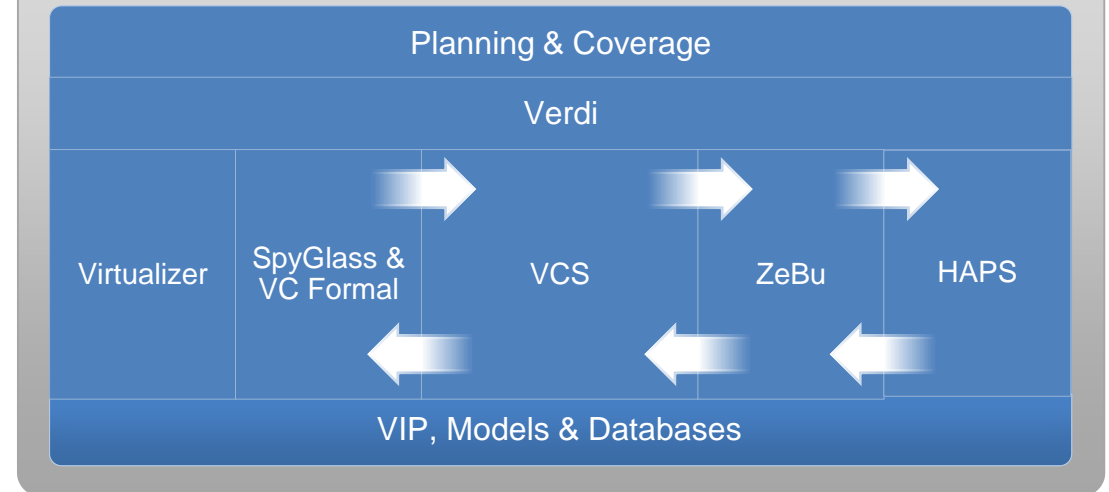 Planning & Coverage
Verdi
Virtualizer
SpyGlass &
VC Formal
VCS
ZeBu
HAPS
VIP, Models & Databases